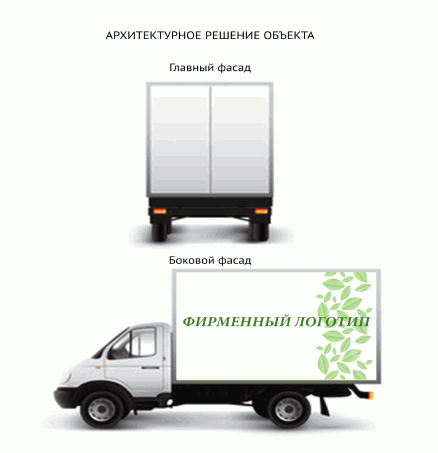 АРХИТЕКТУРНОЕ РЕШЕНИЕ ОБЪЕКТА
Главный фасад
Боковой фасад
ФИРМЕННЫЙ ЛОГОТИП